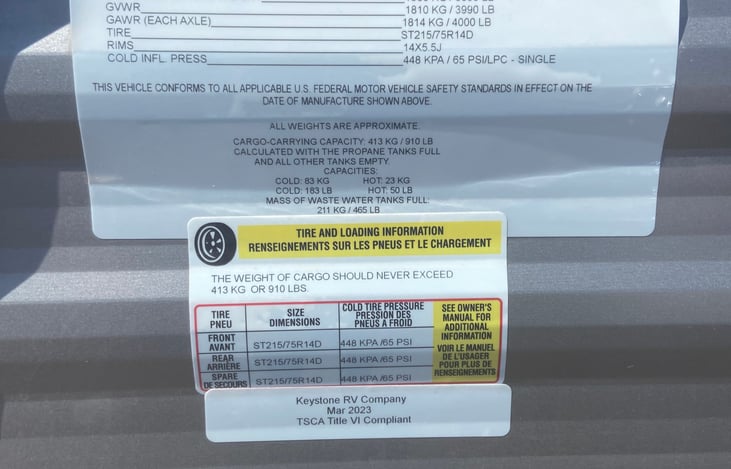 GVWR 1810 KG / 3990 LB
GAWR (EACH AXLE) 1814 KG / 4000 LB
TIRE ST215/75R14D
RIMS 14X5.5J
COLD INFL. PRESS 448 KPA / 65 PSI/LPC - SINGLE
THIS VEHICLE CONFORMS TO ALL APPLICABLE U.S. FEDERAL MOTOR VEHICLE SAFETY STANDARDS IN EFFECT ON THE
DATE OF MANUFACTURE SHOWN ABOVE.
ALL WEIGHTS ARE APPROXIMATE.
CARGO-CARRYING CAPACITY: 413 KG / 910 LB
CALCULATED WITH THE PROPANE TANKS FULL
AND ALL OTHER TANKS EMPTY.
CAPACITIES:
COLD: 83 KG HOT: 23 KG
COLD: 183 LB HOT: 50 LB
MASS OF WASTE WATER TANKS FULL:
211 KG / 465 LB
TIRE AND LOADING INFORMATION
RENSEIGNEMENTS SUR LES PNEUS ET LE CHARGEMENT
THE WEIGHT OF CARGO SHOULD NEVER EXCEED
413 KG OR 910 LBS.
TIRE
PNEU
SIZE
DIMENSIONS
COLD TIRE PRESSURE
PRESSION DES
PNEUS A FROID
SEE OWNER'S
MANUAL FOR
ADDITIONAL
INFORMATION
VOIR LE MANUEL
DE L'USAGER
POUR PLUS DE
RENSEIGNEMENTS
FRONT
AVANT
ST215/75R14D 448 KPA /65 PSI
REAR
ARRIÈRE
ST215/75R14D 448 KPA /65 PSI
SPARE
DE SECOURS
ST215/75R14D 448 KPA /65 PSI
Keystone RV Company
Mar 2023
TSCA Title VI Compliant